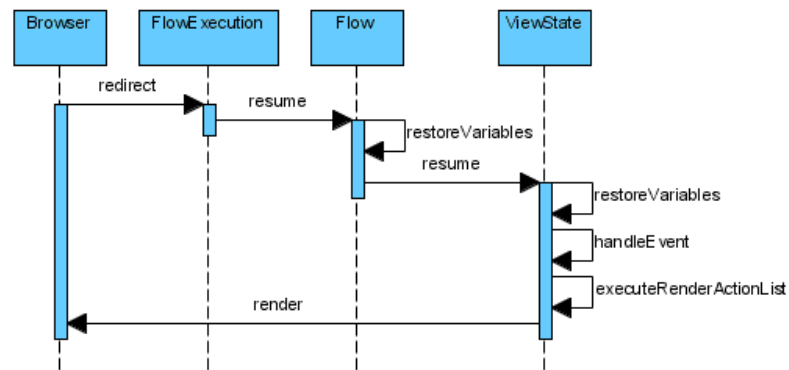 Browser
FlowExecution
Flow
ViewState
redirect
resume
restoreVariables
resume
restoreVariables
handleEvent
executeRenderActionList
render